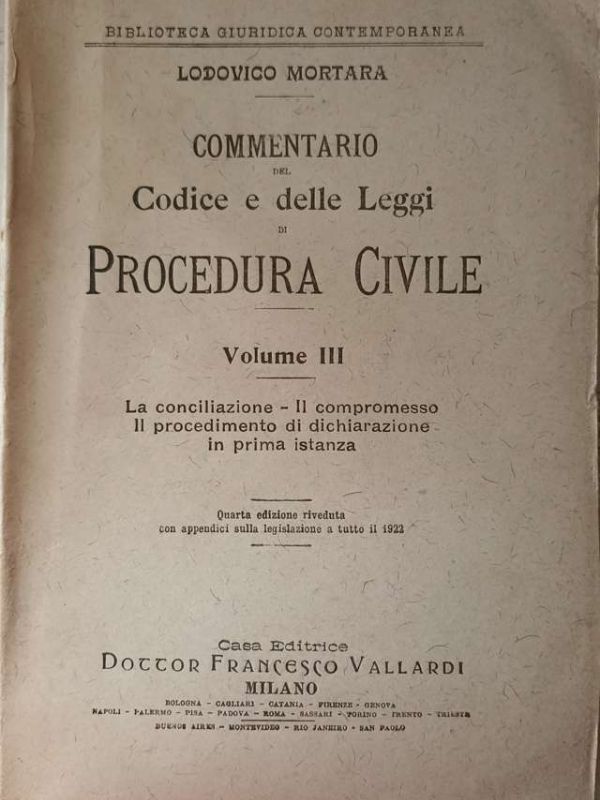 BIBLIOTECA GIURIDICA CONTEMPORANEA
LODOVICO MORTARA
COMMENTARIO
DEL
Codice e delle Leggi
DI
PROCEDURA CIVILE
Volume III
La conciliazione - Il compromesso
Il procedimento di dichiarazione
in prima istanza
Quarta edizione riveduta
con appendici sulla legislazione a tutto il 1922
Casa Editrice
DOTTOR FRANCESCO VALLARDI
MILANO
BOLOGNA - CAGLIARI - CATANIA - FIRENZE - GENOVA
NAPOLI - PALERMO - PISA - PADOVA - ROMA - SASSARI - TORINO - TRENTO - TRIESTE
BUENOS AIRES - MONTEVIDEO - RIO JANEIRO - SAN PAOLO